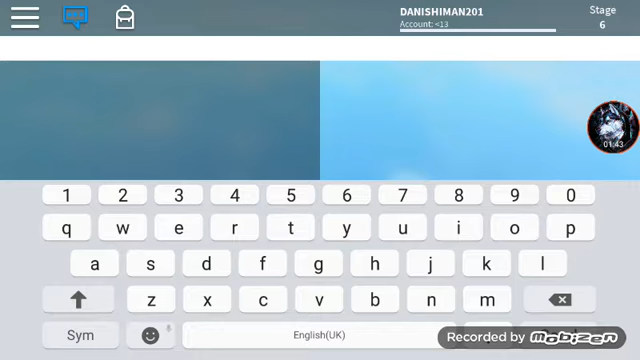 DANISHIMAN201
Account: <13
Stage
6
01:43
1 2 3 4 5 6 7 8 9 0
q w e r t y u i o p
a s d f g h j k l
z x c v b n m
Sym
English(UK)
Recorded by mobizen